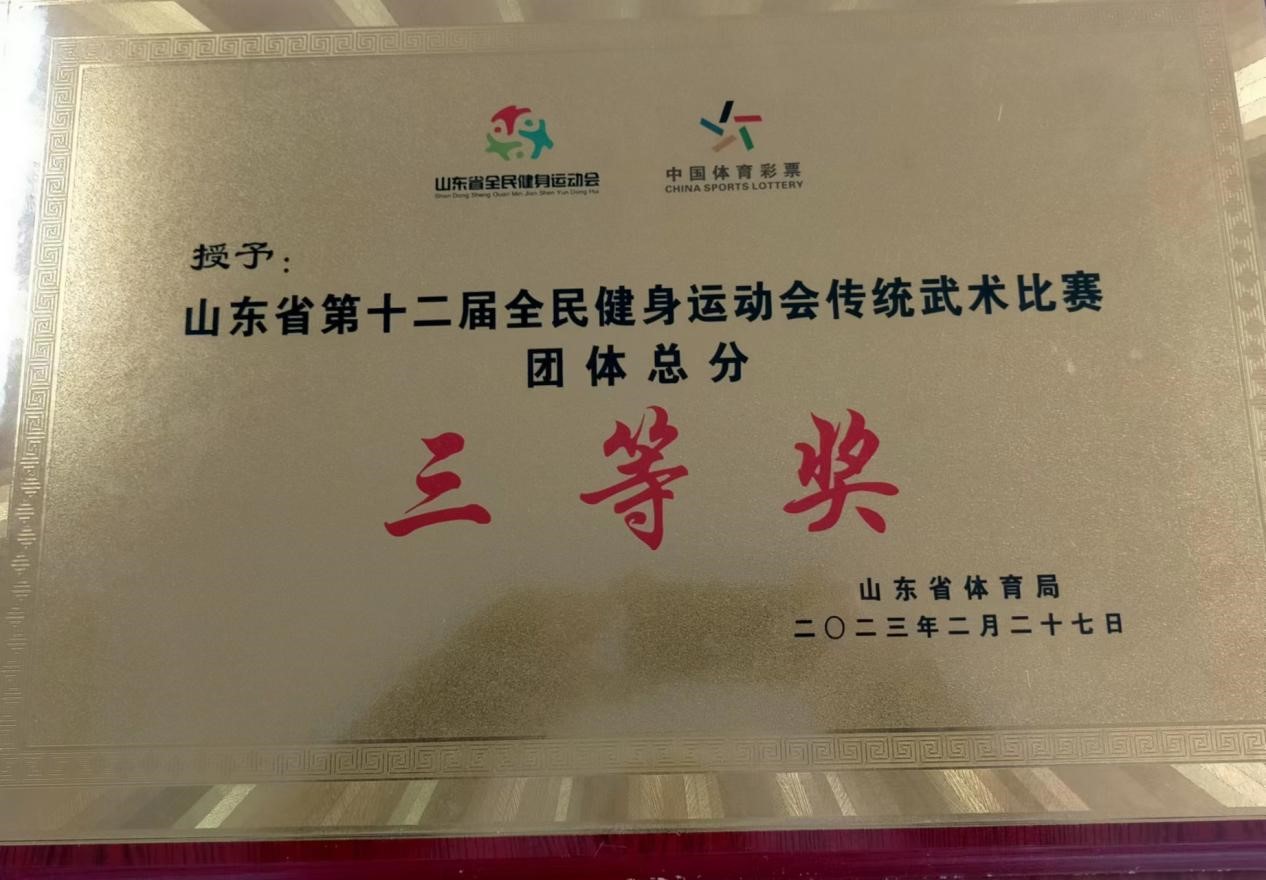 山东省全民健身运动会
Shan Dong Sheng Quan Min Jian Shen Yun Dong Hui
中国体育彩票
CHINA SPORTS LOTTERY
授予：
山东省第十二届全民健身运动会传统武术比赛
团体总分
三等奖
山东省体育局
二〇二三年二月二十七日